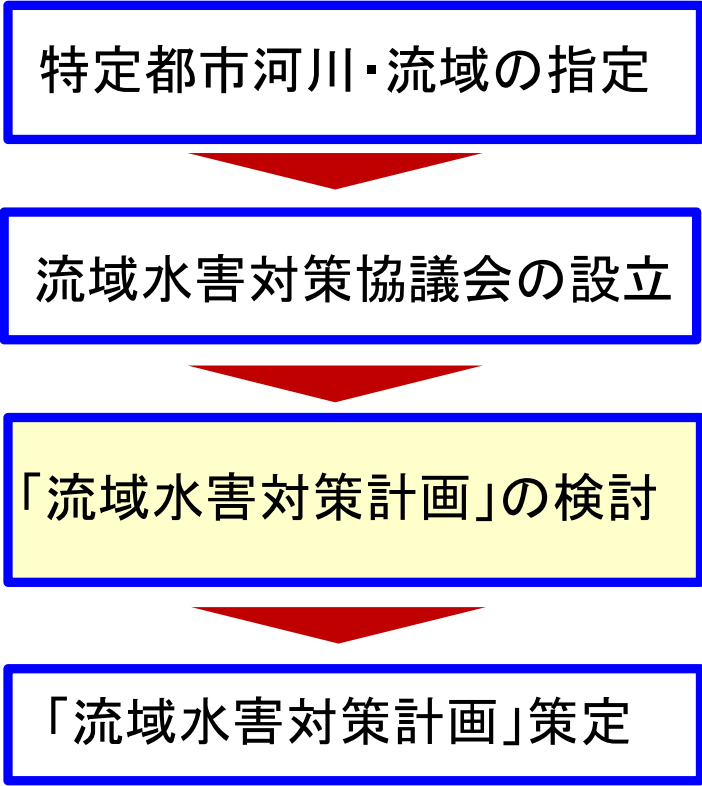 特定都市河川・流域の指定
流域水害対策協議会の設立
「流域水害対策計画」の検討
「流域水害対策計画」策定